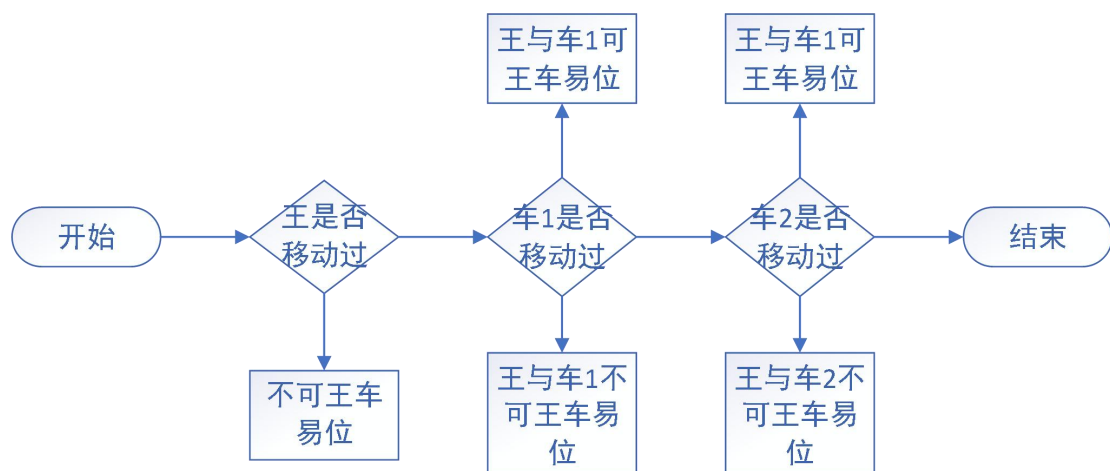 王与车1可
王车易位
王与车1可
王车易位
开始
王是否
移动过
车1是否
移动过
车2是否
移动过
结束
不可王车
易位
王与车1不
可王车易
位
王与车2不
可王车易
位